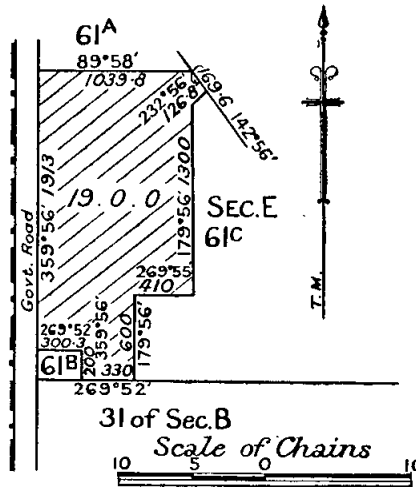 61A
89°58'
1039.8
169.6 142°56'
232°56'
126.8
1913
359°56'
Govt. Road
19.0.0
1300
179°56'
SEC.E
61C
269°55
410
269°52'
300.3
61B
200
359°56'
600
330
179°56'
269°52'
T.M.
31 of Sec.B
Scale of Chains
10 5 0 10